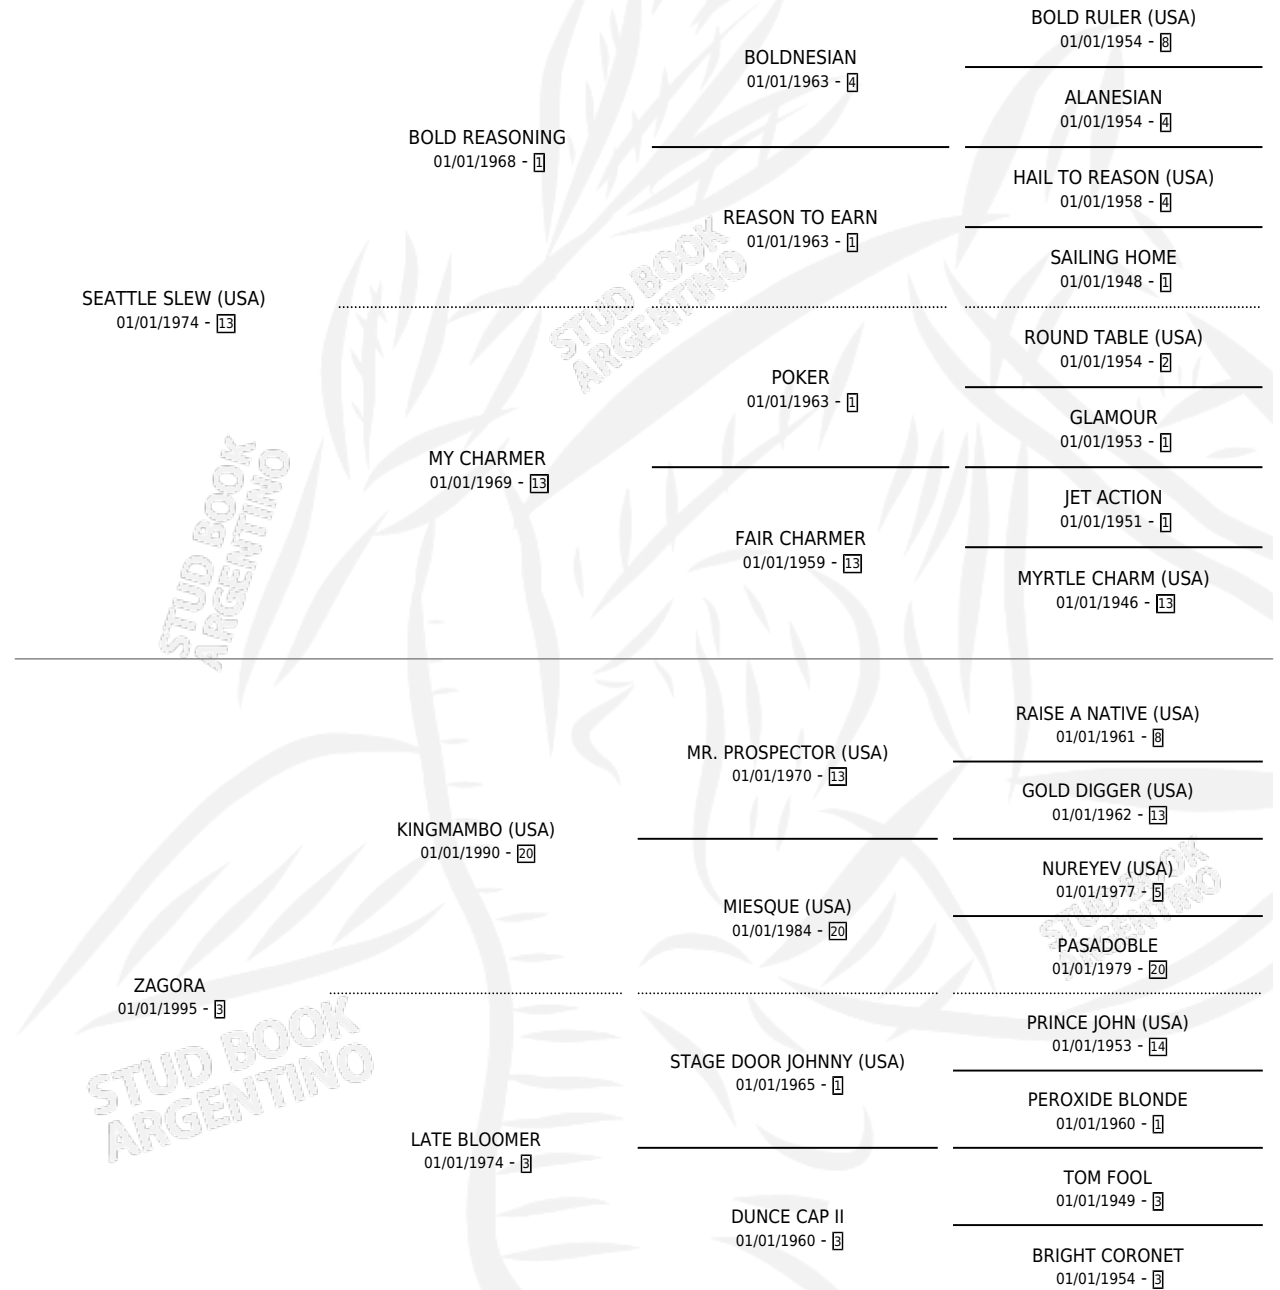 BOLD RULER (USA)
01/01/1954 - 8
BOLDNESIAN
01/01/1963 - 4
ALANESIAN
01/01/1954 - 4
BOLD REASONING
01/01/1968 - 1
HAIL TO REASON (USA)
01/01/1958 - 4
REASON TO EARN
01/01/1963 - 1
SAILING HOME
01/01/1948 - 1
SEATTLE SLEW (USA)
01/01/1974 - 13
ROUND TABLE (USA)
01/01/1954 - 2
POKER
01/01/1963 - 1
GLAMOUR
01/01/1953 - 1
MY CHARMER
01/01/1969 - 13
JET ACTION
01/01/1951 - 1
FAIR CHARMER
01/01/1959 - 13
MYRTLE CHARM (USA)
01/01/1946 - 13
RAISE A NATIVE (USA)
01/01/1961 - 8
MR. PROSPECTOR (USA)
01/01/1970 - 13
GOLD DIGGER (USA)
01/01/1962 - 13
KINGMAMBO (USA)
01/01/1990 - 20
NUREYEV (USA)
01/01/1977 - 5
MIESQUE (USA)
01/01/1984 - 20
PASADOBLE
01/01/1979 - 20
ZAGORA
01/01/1995 - 3
PRINCE JOHN (USA)
01/01/1953 - 14
STAGE DOOR JOHNNY (USA)
01/01/1965 - 1
PEROXIDE BLONDE
01/01/1960 - 1
LATE BLOOMER
01/01/1974 - 3
TOM FOOL
01/01/1949 - 3
DUNCE CAP II
01/01/1960 - 3
BRIGHT CORONET
01/01/1954 - 3
STUD BOOK
ARGENTINO
STUD BOOK
ARGENTINO
STUD BOOK
ARGENTINO
STUD BOOK
ARGENTINO